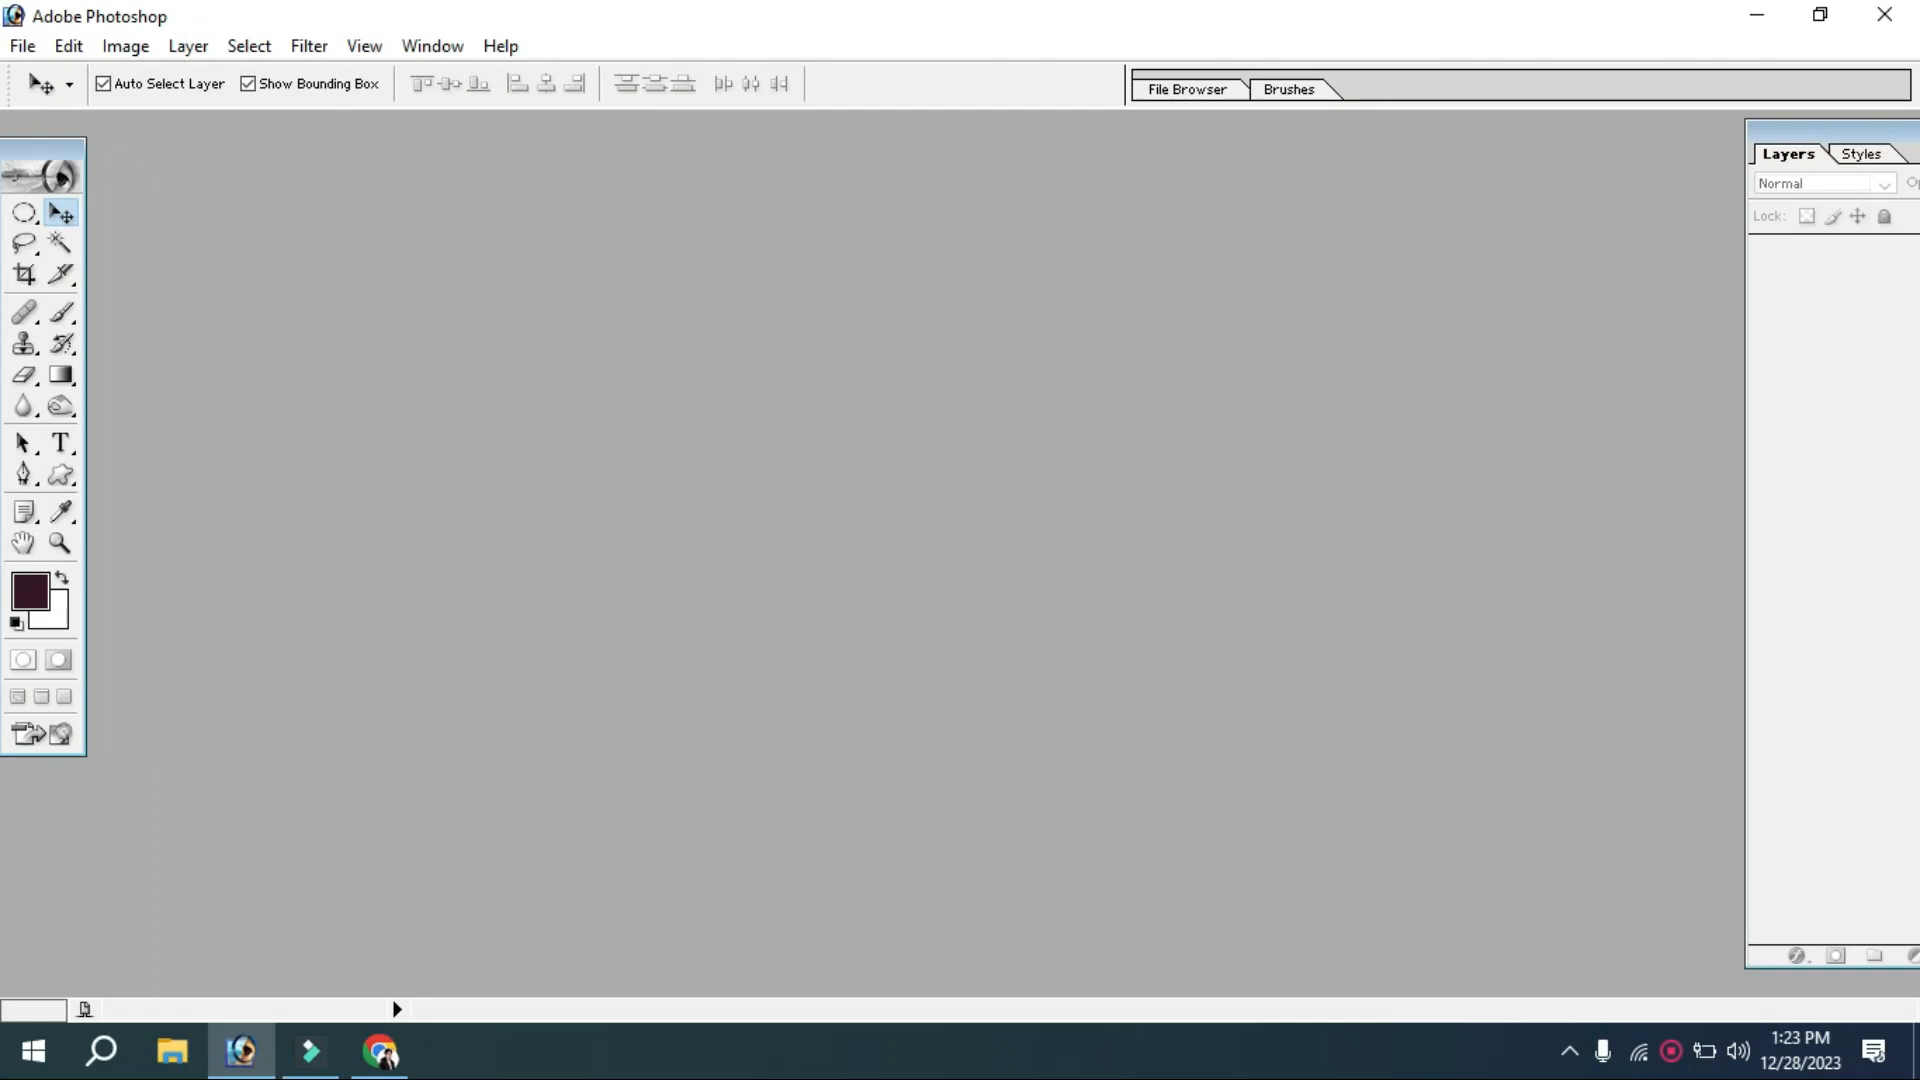 Adobe Photoshop
File Edit Image Layer Select Filter View Window Help
Auto Select Layer Show Bounding Box File Browser Brushes
Layers Styles
Normal
Lock:
T
1:23 PM
12/28/2023